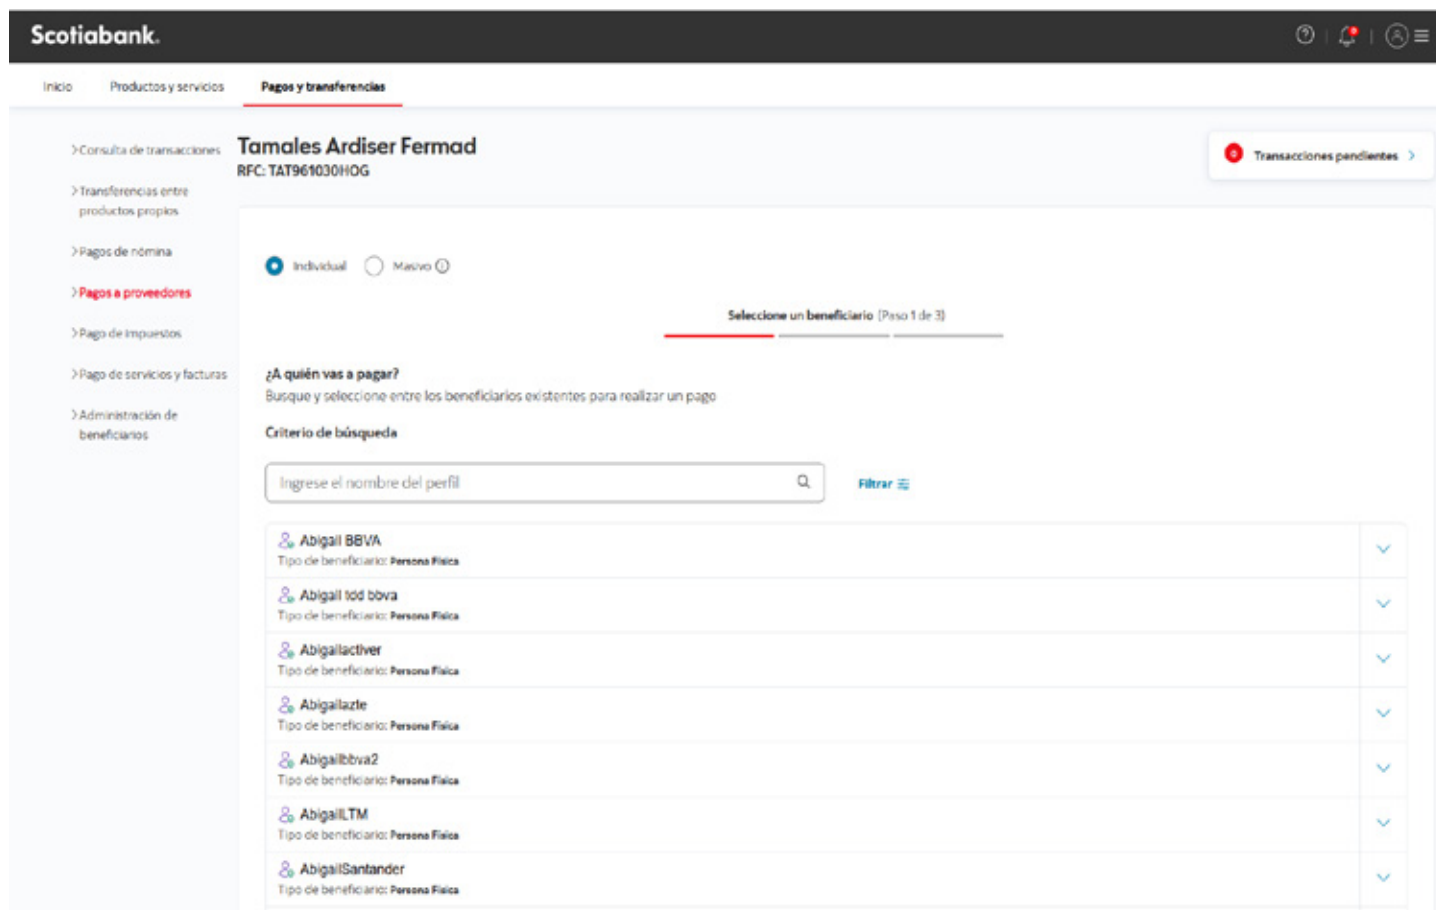 Scotiabank.
Inicio Productos y servicios Pagos y transferencias
>Consulta de transacciones
>Transferencias entre
productos propios
>Pagos de nómina
>Pagos a proveedores
>Pago de impuestos
>Pago de servicios y facturas
>Administración de
beneficiarios
Tamales Ardiser Fermad
RFC: TAT961030HOG
0 Transacciones pendientes >
Individual Masivo
Seleccione un beneficiario (Paso 1 de 3)
¿A quién vas a pagar?
Busque y seleccione entre los beneficiarios existentes para realizar un pago
Criterio de búsqueda
Ingrese el nombre del perfil
Filtrar
Abigail BBVA
Tipo de beneficiario: Persona Física
Abigail tdd bbva
Tipo de beneficiario: Persona Física
Abigailactiver
Tipo de beneficiario: Persona Física
Abigailazte
Tipo de beneficiario: Persona Física
Abigailbbva2
Tipo de beneficiario: Persona Física
AbigailLTM
Tipo de beneficiario: Persona Física
AbigailSantander
Tipo de beneficiario: Persona Física